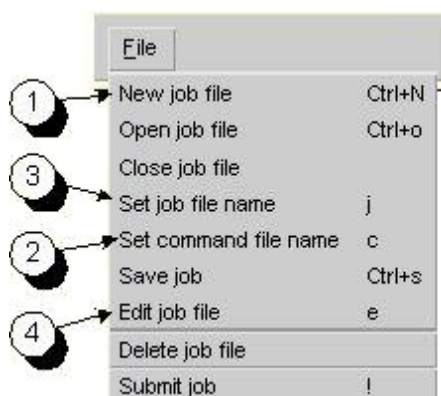 File
1 New job file Ctrl+N
Open job file Ctrl+o
Close job file
3 Set job file name j
2 Set command file name c
Save job Ctrl+s
4 Edit job file e
Delete job file
Submit job !